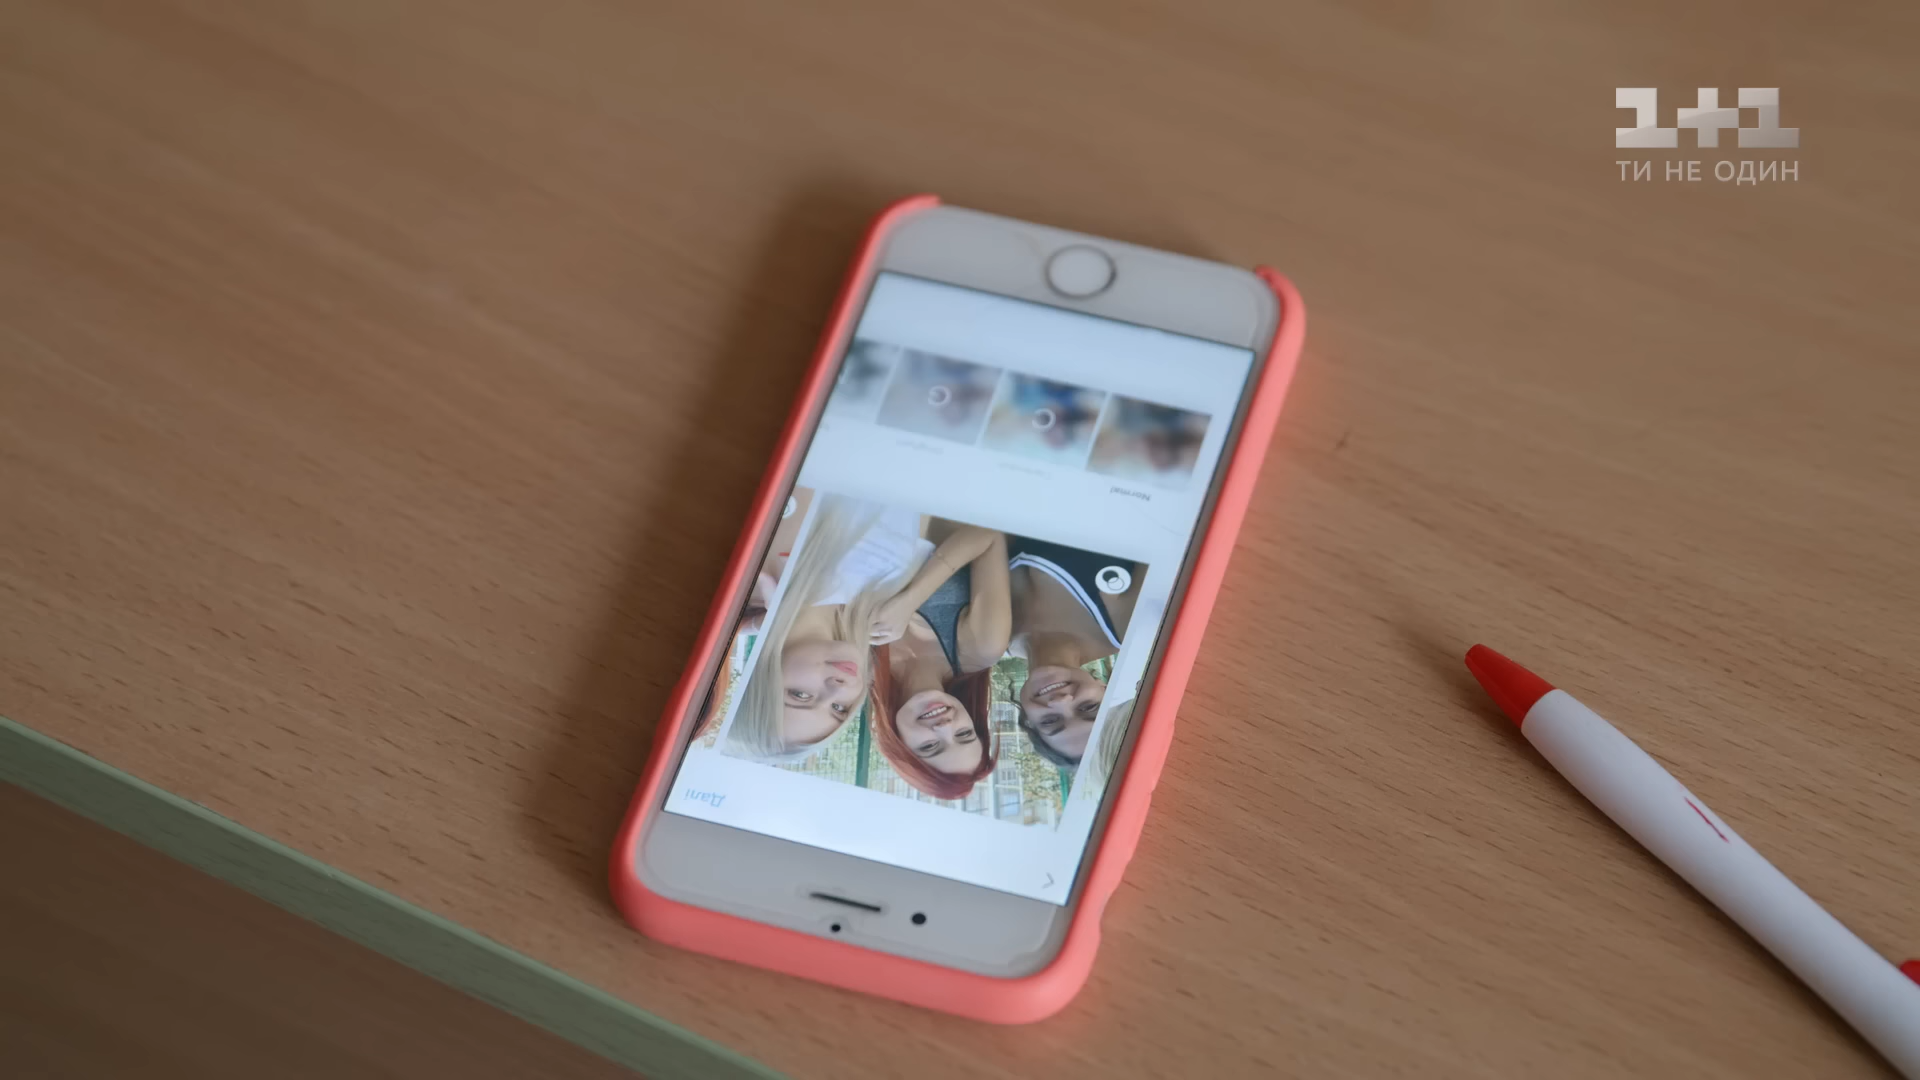 1+1
ТИ НЕ ОДИН
Normal
Далі